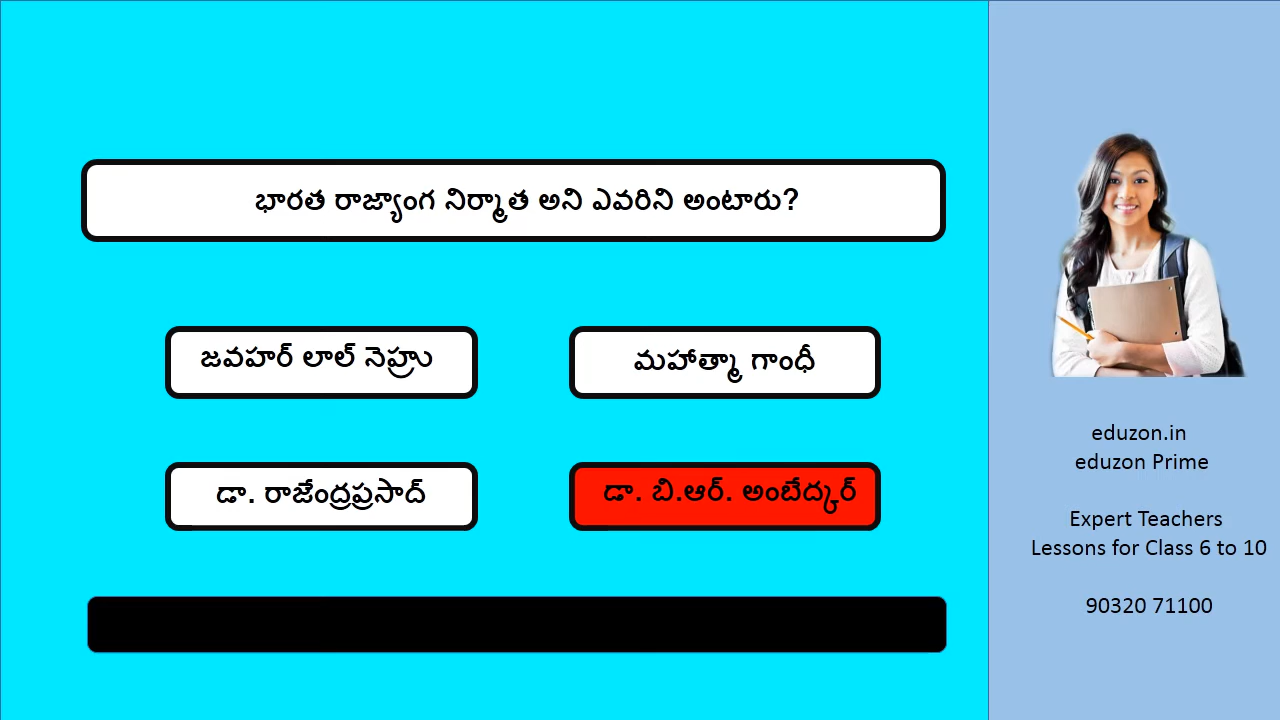 భారత రాజ్యాంగ నిర్మాత అని ఎవరిని అంటారు?
జవహర్ లాల్ నెహ్రు
మహాత్మా గాంధీ
డా. రాజేంద్రప్రసాద్
డా. బి.ఆర్. అంబేద్కర్
eduzon.in
eduzon Prime
Expert Teachers
Lessons for Class 6 to 10
90320 71100